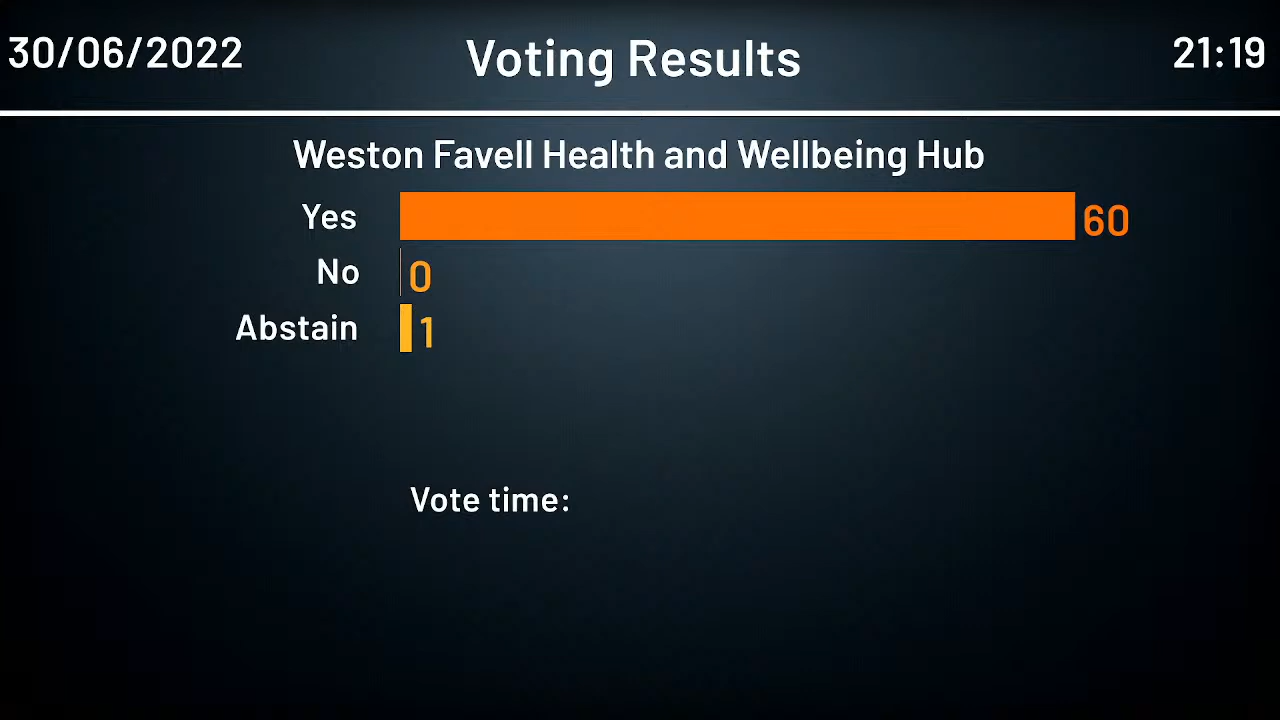 30/06/2022 Voting Results 21:19
Weston Favell Health and Wellbeing Hub
Yes 60
No 0
Abstain 1
Vote time: